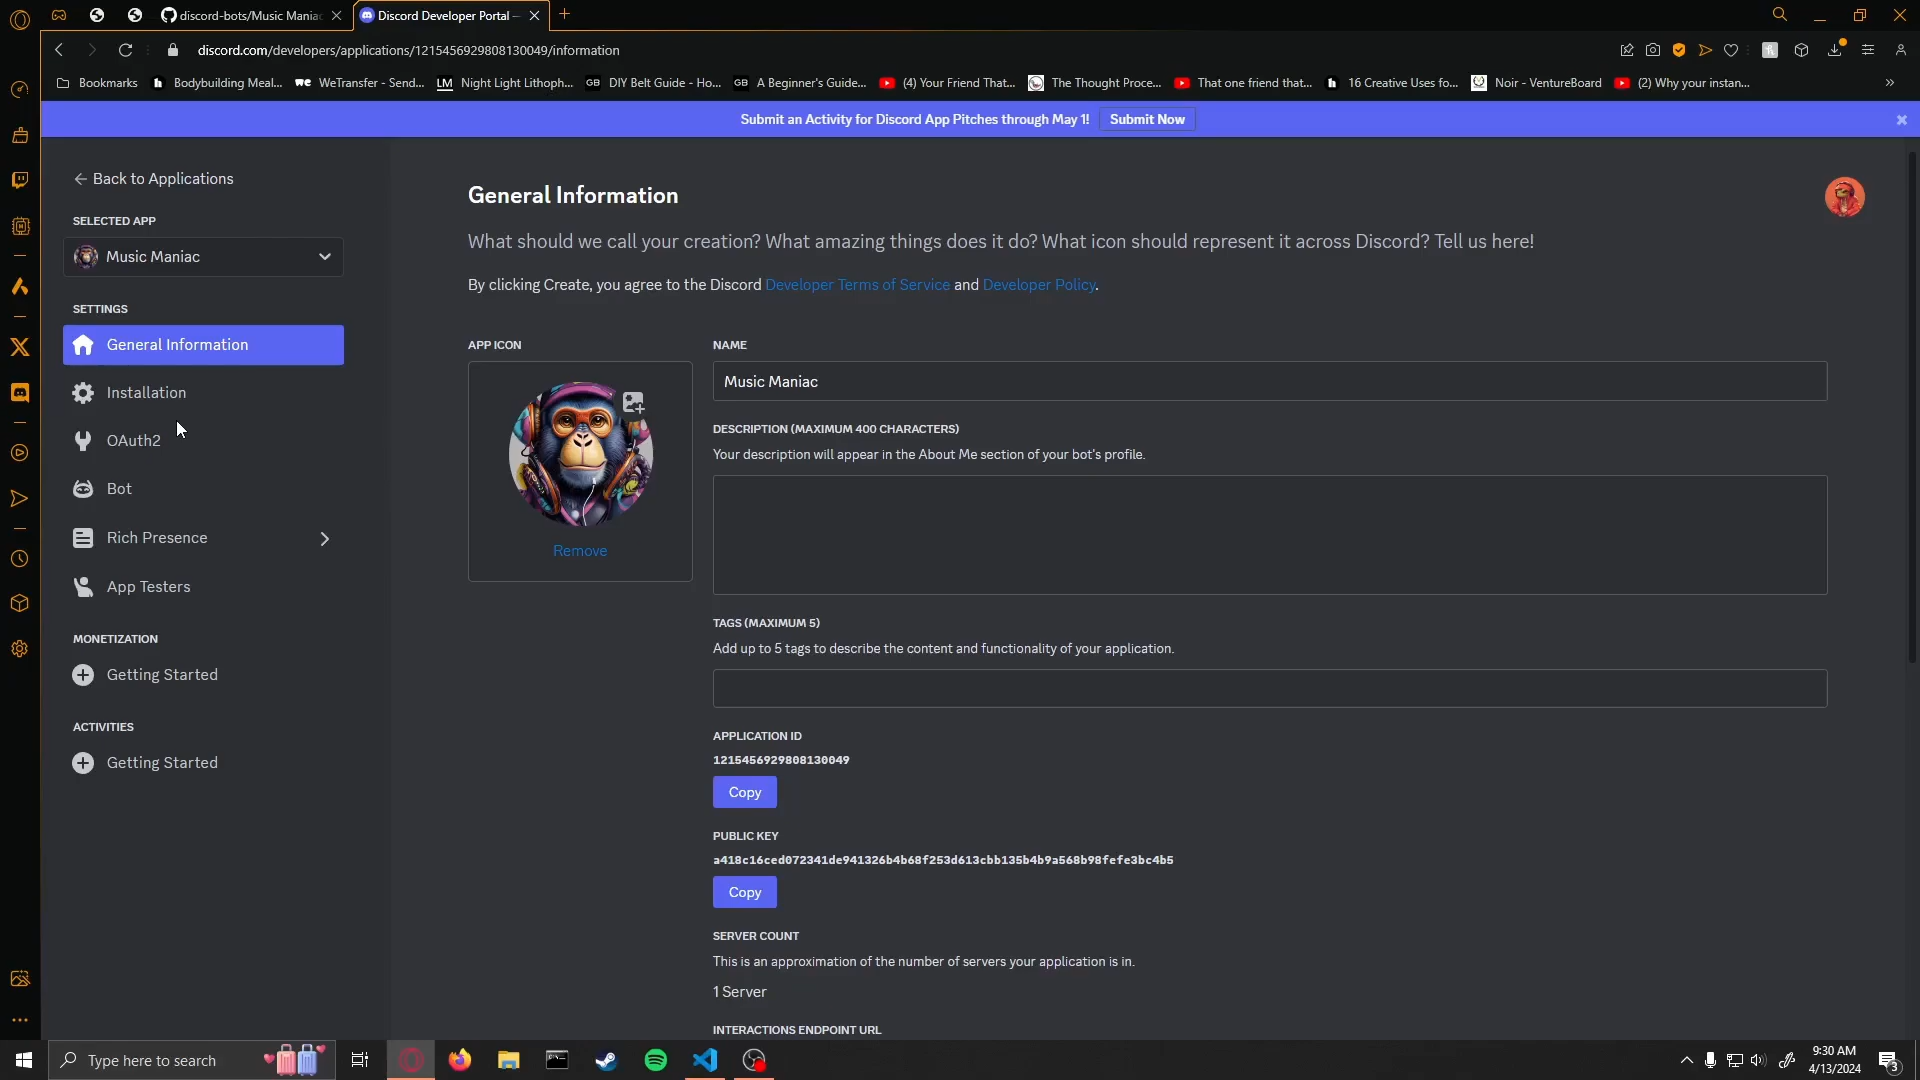 discord-bots/Music Maniac
Discord Developer Portal —
discord.com/developers/applications/1215456929808130049/information
Bookmarks
Bodybuilding Meal...
WeTransfer - Send...
LM Night Light Lithoph...
GB DIY Belt Guide - Ho...
GB A Beginner's Guide...
(4) Your Friend That...
The Thought Proce...
That one friend that...
h 16 Creative Uses fo...
Noir - VentureBoard
(2) Why your instan...
Submit an Activity for Discord App Pitches through May 1!
Submit Now
Back to Applications
SELECTED APP
Music Maniac
SETTINGS
General Information
Installation
OAuth2
Bot
Rich Presence
App Testers
MONETIZATION
Getting Started
ACTIVITIES
Getting Started
General Information
What should we call your creation? What amazing things does it do? What icon should represent it across Discord? Tell us here!
By clicking Create, you agree to the Discord Developer Terms of Service and Developer Policy.
APP ICON
Remove
NAME
Music Maniac
DESCRIPTION (MAXIMUM 400 CHARACTERS)
Your description will appear in the About Me section of your bot's profile.
TAGS (MAXIMUM 5)
Add up to 5 tags to describe the content and functionality of your application.
APPLICATION ID
1215456929808130049
Copy
PUBLIC KEY
a418c16ced072341de941326b4b68f253d613cbb135b4b9a568b98fefe3bc4b5
Copy
SERVER COUNT
This is an approximation of the number of servers your application is in.
1 Server
INTERACTIONS ENDPOINT URL
Type here to search
9:30 AM
4/13/2024
3